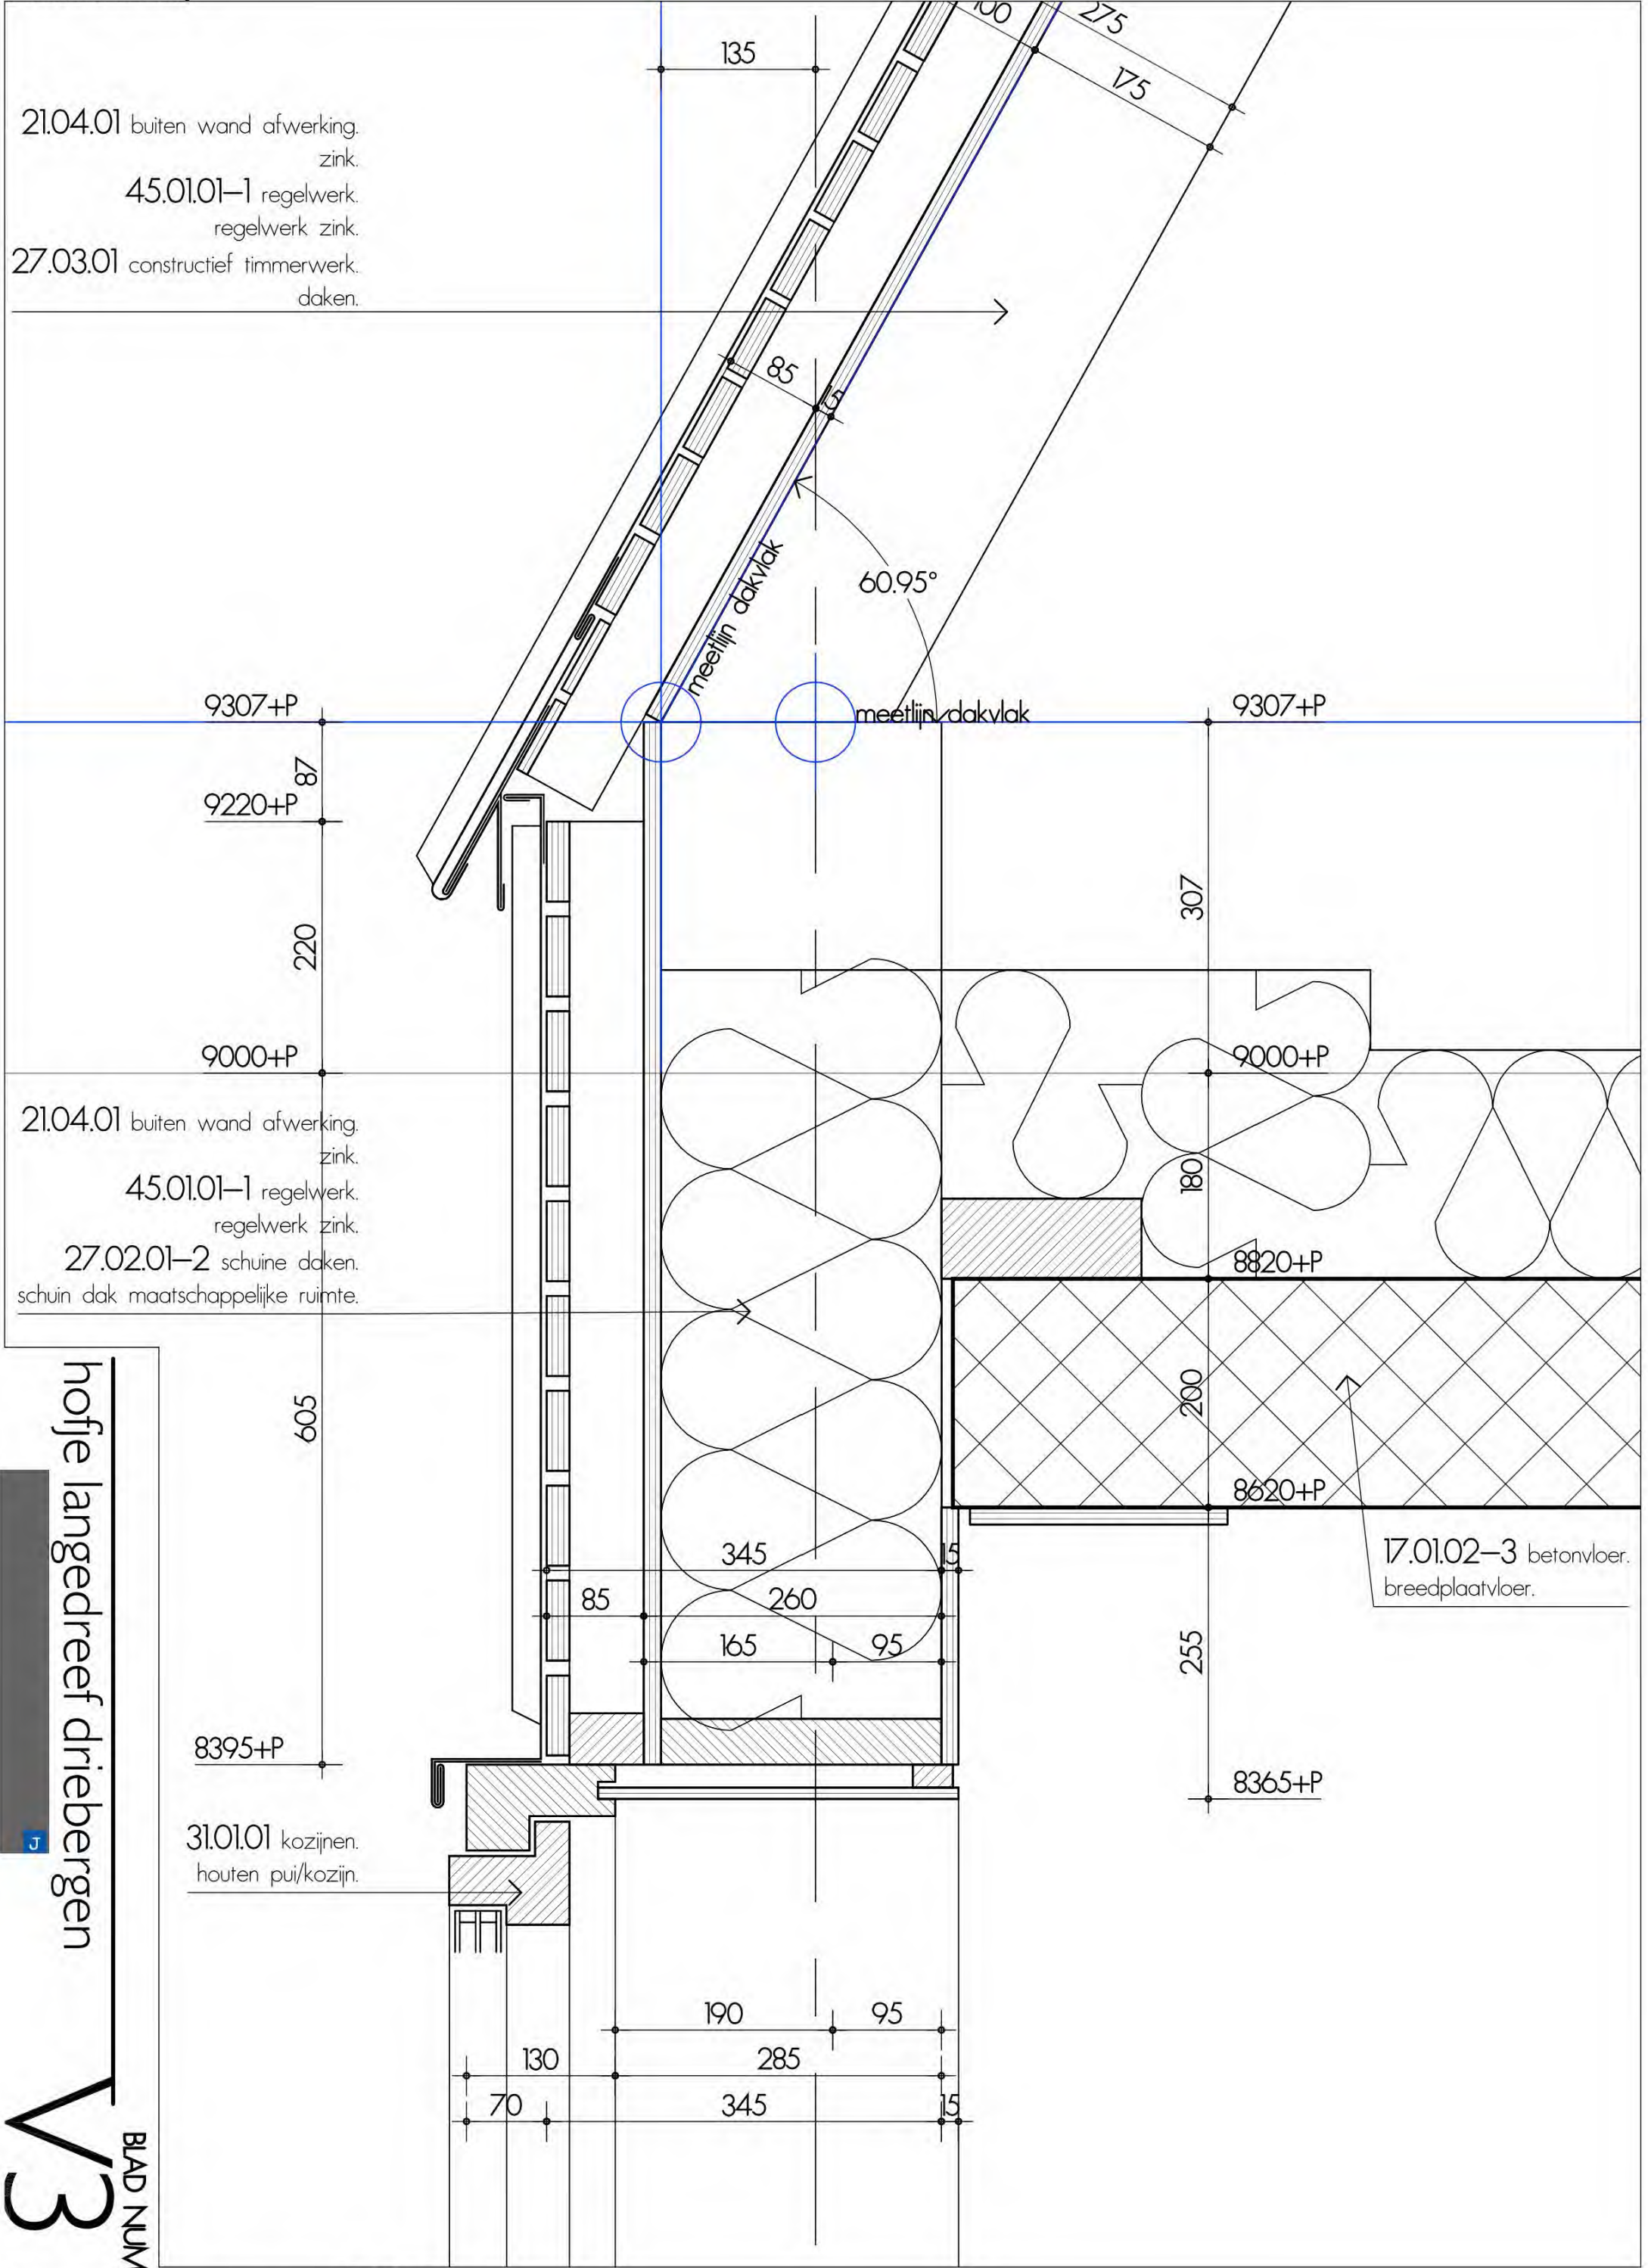 135
100
275
175
21.04.01 buiten wand afwerking.
zink.
45.01.01-1 regelwerk.
regelwerk zink.
27.03.01 constructief timmerwerk.
daken.
85
15
meetlijn dakvlak
60.95°
9307+P
meetlijn dakvlak
9307+P
87
9220+P
220
307
9000+P
9000+P
21.04.01 buiten wand afwerking.
zink.
45.01.01-1 regelwerk.
regelwerk zink.
27.02.01-2 schuine daken.
schuin dak maatschappelijke ruimte.
180
8820+P
200
605
8620+P
17.01.02-3 betonvloer.
breedplaatvloer.
345
15
85
260
165
95
255
8395+P
8365+P
31.01.01 kozijnen.
houten pui/kozijn.
190
95
130
285
70
345
15
hofje langedreef driebergen
J
BLAD NUM
V3